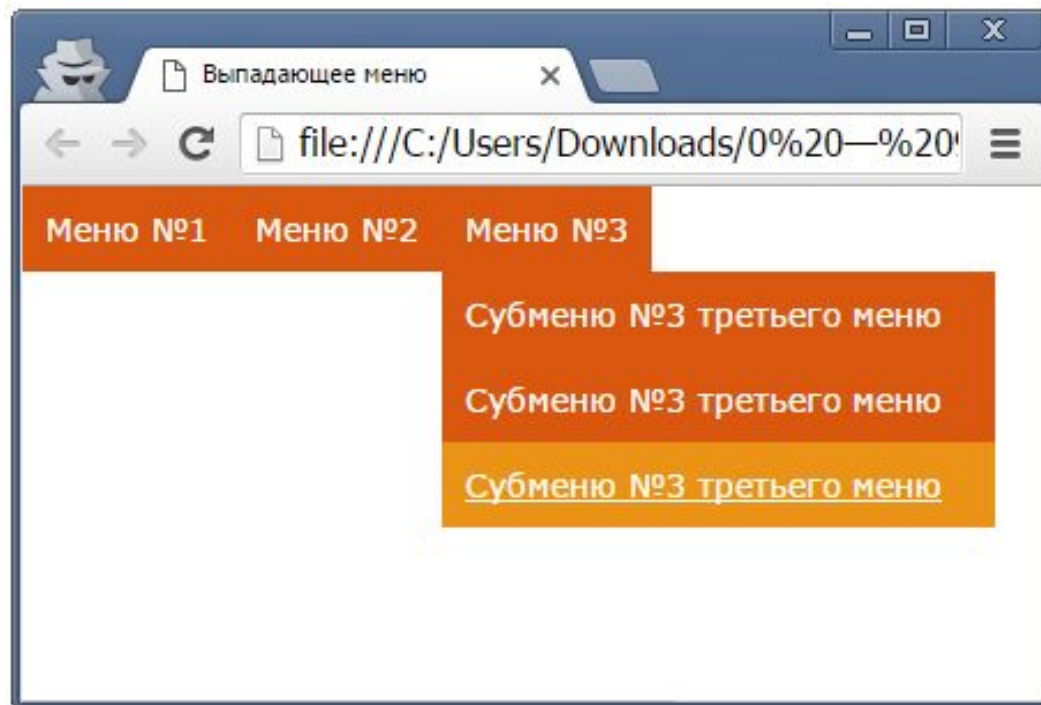 Выпадающее меню
file:///C:/Users/Downloads/0%20—%20
Меню №1 Меню №2 Меню №3
Субменю №3 третьего меню
Субменю №3 третьего меню
Субменю №3 третьего меню